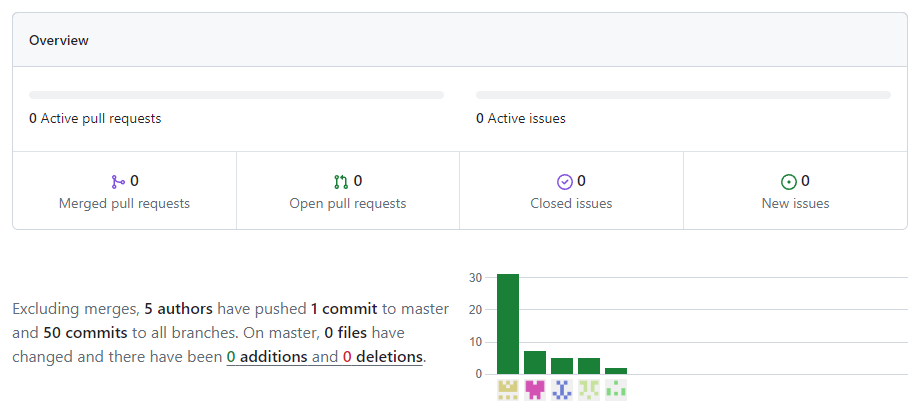 Overview
0 Active pull requests
0 Active issues
0
Merged pull requests
0
Open pull requests
0
Closed issues
0
New issues
Excluding merges, 5 authors have pushed 1 commit to master
and 50 commits to all branches. On master, 0 files have
changed and there have been 0 additions and 0 deletions.
30
20
10
0